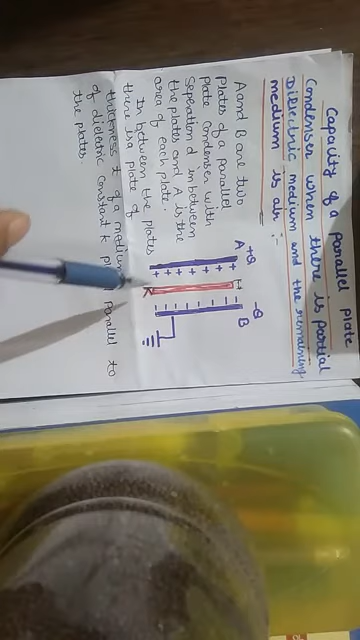 Capacity of a parallel plate
Condenser when there is partial
Dielectric medium and the remaining
medium is air :-
A and B are two
plates of a parallel
plate condenser with
seperation d in between
the plates and A is the
area of each plate.
In between the plates
there is a plate of
thickness t of a medium
of dielectric constant k parallel to
the plates.
+Q
-Q
A
B
+ + + + + + +
t